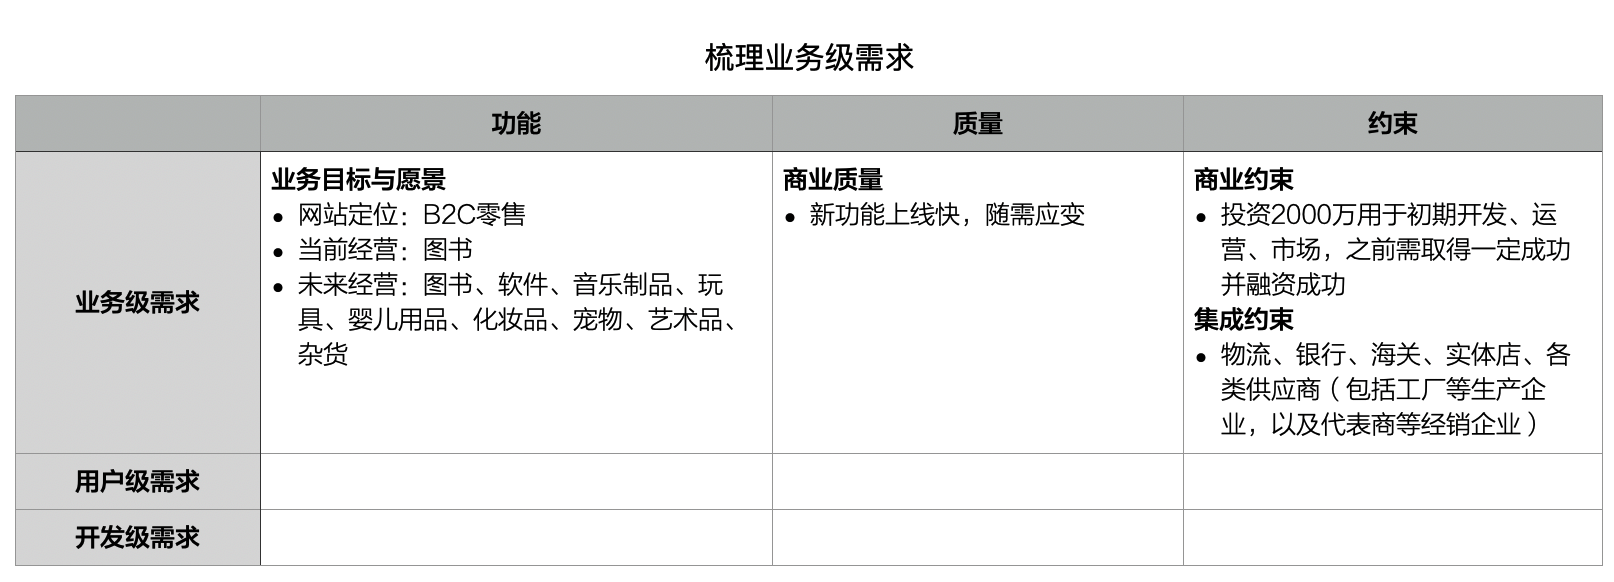 梳理业务级需求
功能
质量
约束
业务级需求
业务目标与愿景
• 网站定位：B2C零售
• 当前经营：图书
• 未来经营：图书、软件、音乐制品、玩
具、婴儿用品、化妆品、宠物、艺术品、
杂货
商业质量
• 新功能上线快，随需应变
商业约束
• 投资2000万用于初期开发、运
营、市场，之前需取得一定成功
并融资成功
集成约束
• 物流、银行、海关、实体店、各
类供应商（包括工厂等生产企
业，以及代表商等经销企业）
用户级需求
开发级需求